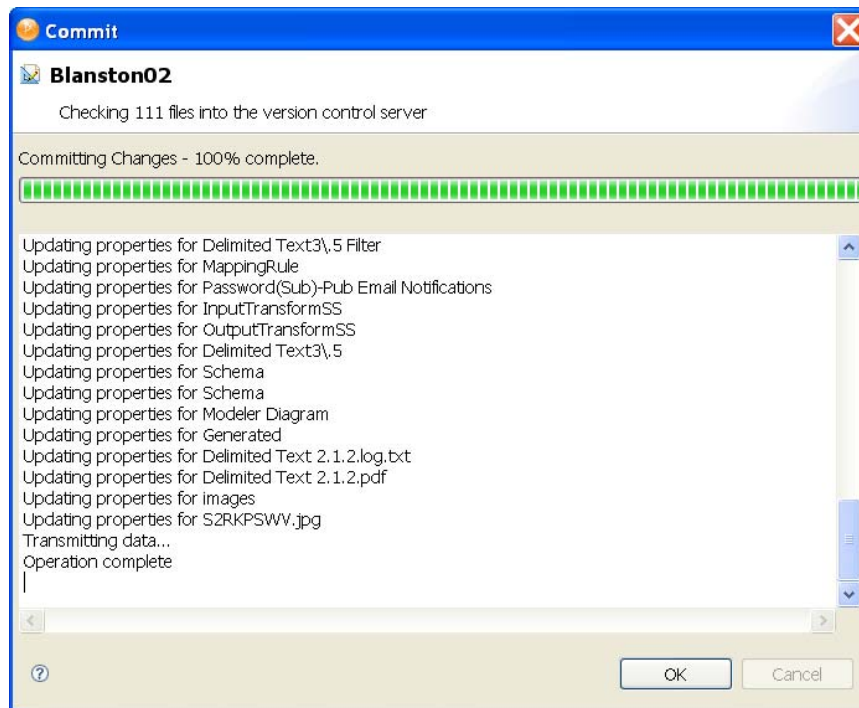 Commit
Blanston02
Checking 111 files into the version control server
Committing Changes - 100% complete.
Updating properties for Delimited Text3\.5 Filter
Updating properties for MappingRule
Updating properties for Password(Sub)-Pub Email Notifications
Updating properties for InputTransformSS
Updating properties for OutputTransformSS
Updating properties for Delimited Text3\.5
Updating properties for Schema
Updating properties for Schema
Updating properties for Modeler Diagram
Updating properties for Generated
Updating properties for Delimited Text 2.1.2.log.txt
Updating properties for Delimited Text 2.1.2.pdf
Updating properties for images
Updating properties for S2RKPSWV.jpg
Transmitting data...
Operation complete
OK
Cancel